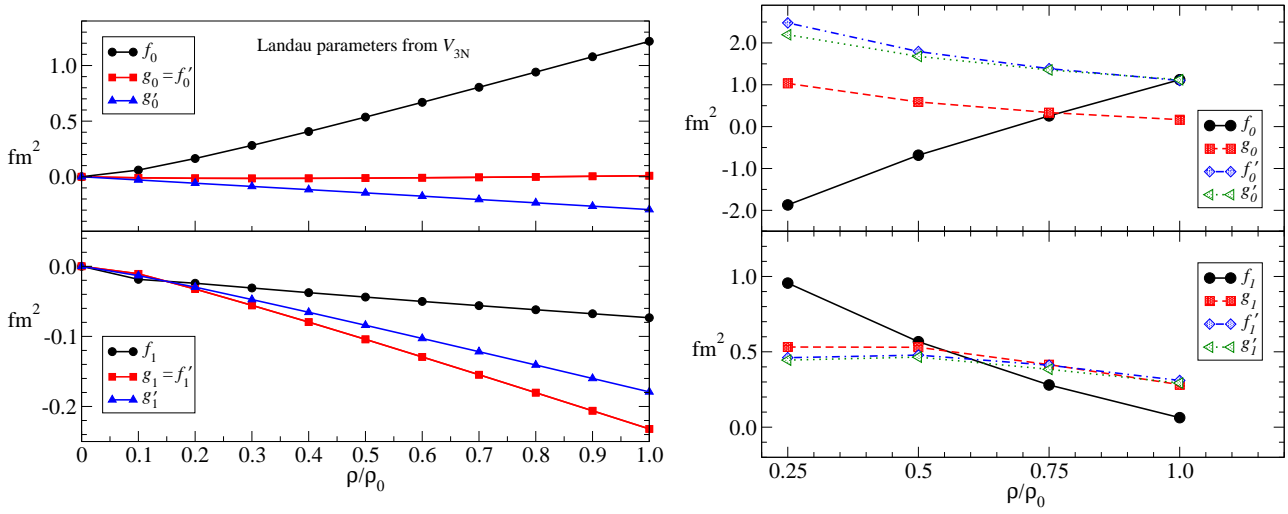 Landau parameters from V3N
f0
g0 = f0′
g0′
fm2
1.0
0.5
0.0
f1
g1 = f1′
g1′
fm2
0.0
-0.1
-0.2
0 0.1 0.2 0.3 0.4 0.5 0.6 0.7 0.8 0.9 1.0
ρ/ρ0
fm2
2.0
1.0
0.0
-1.0
-2.0
f0
g0
f′0
g′0
fm2
1.0
0.5
0.0
f1
g1
f′1
g′1
0.25 0.5 0.75 1.0
ρ/ρ0